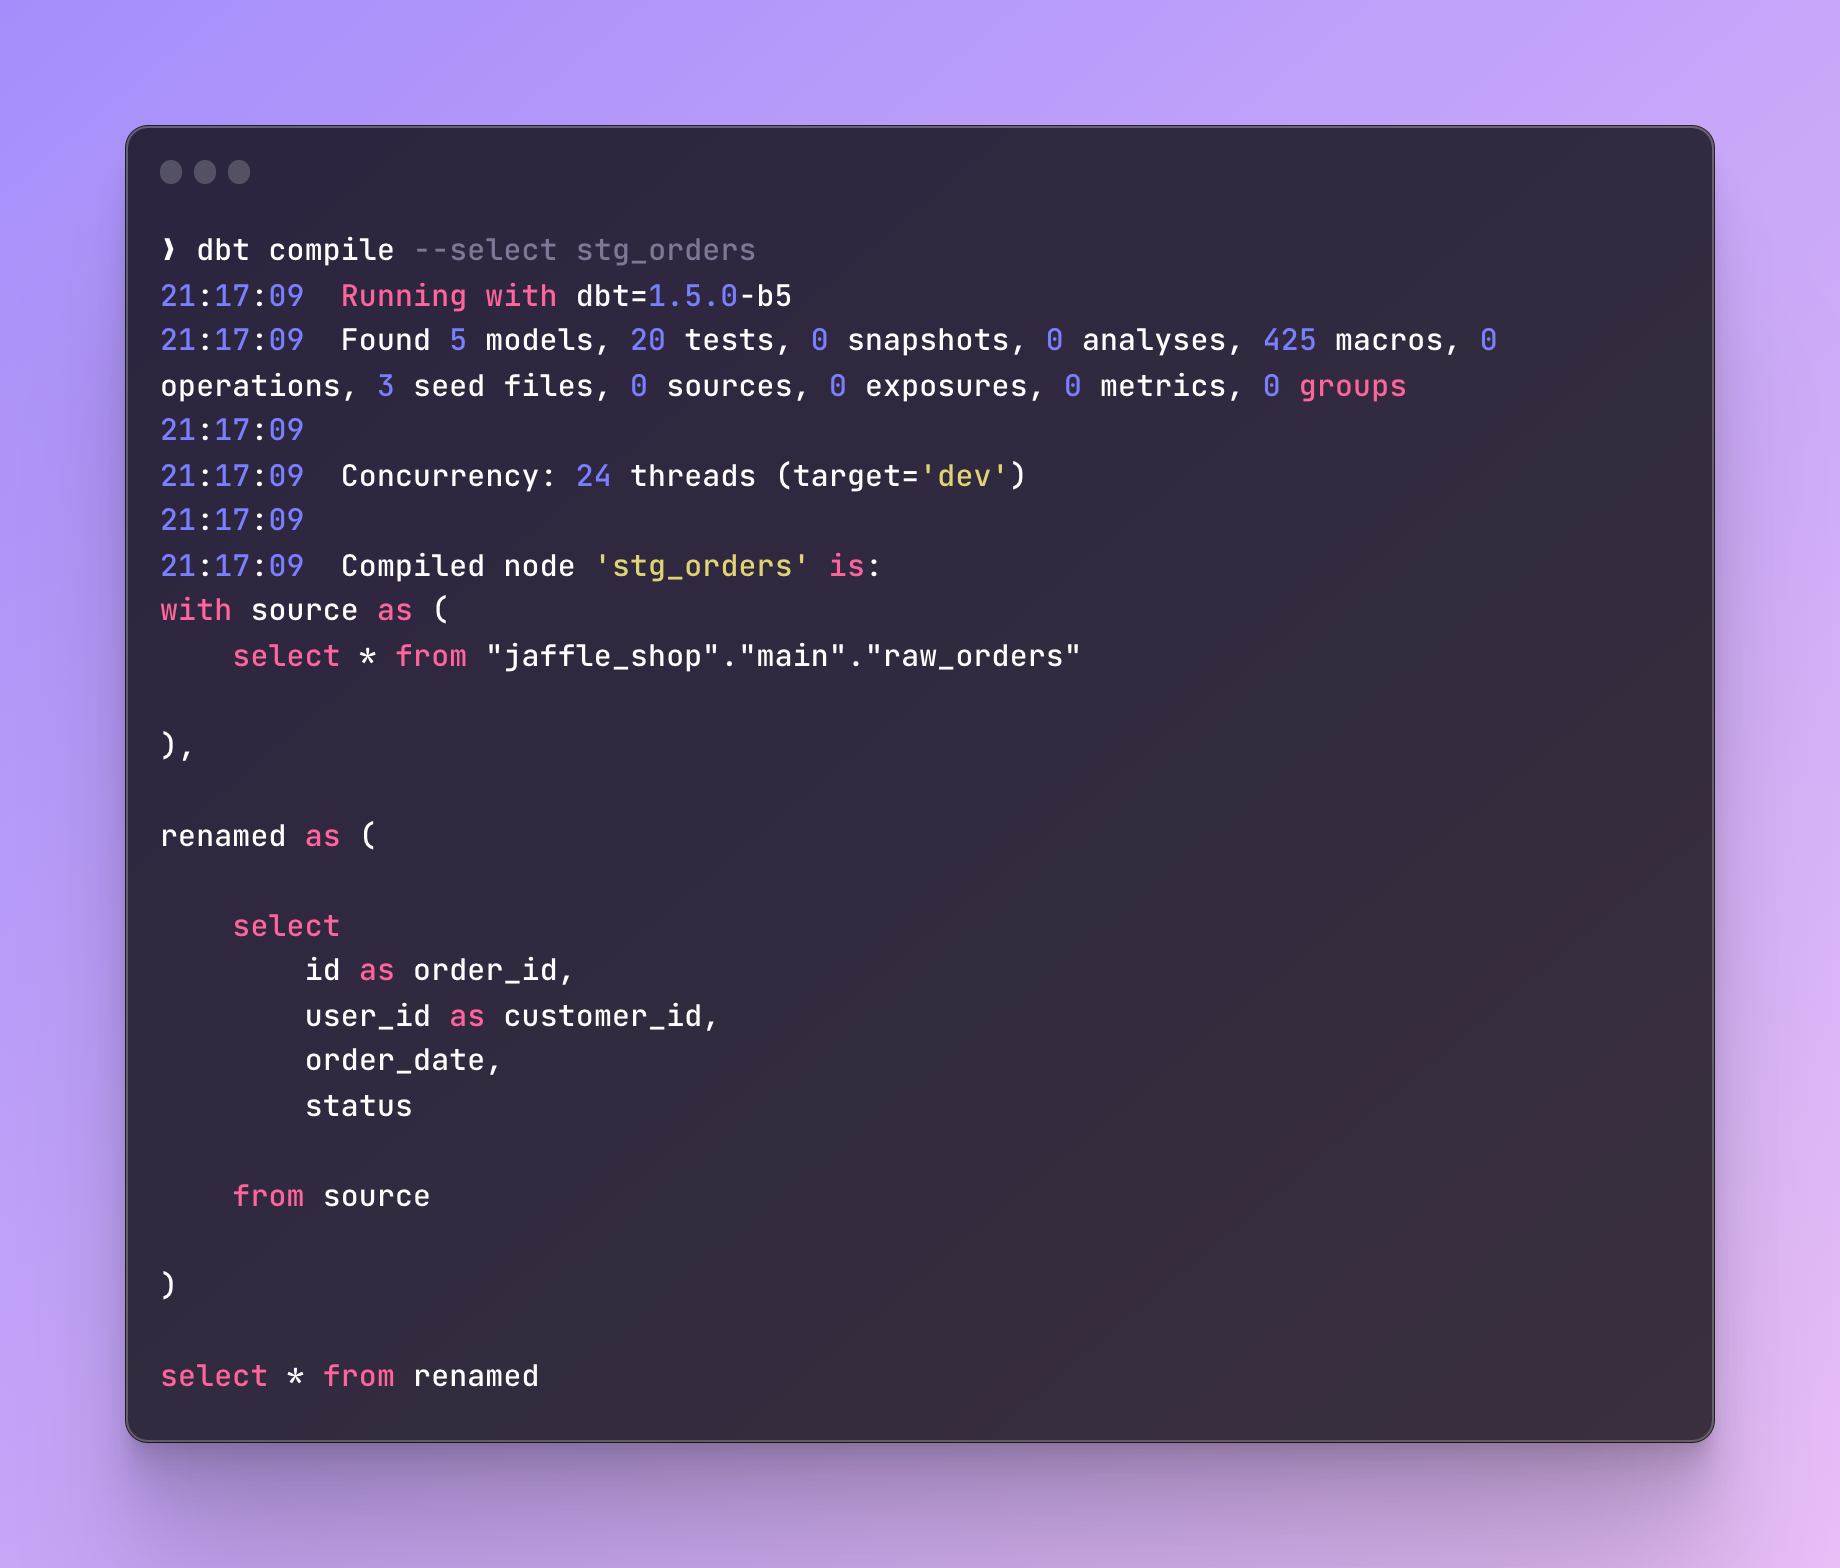 ❱ dbt compile --select stg_orders
21:17:09  Running with dbt=1.5.0-b5
21:17:09  Found 5 models, 20 tests, 0 snapshots, 0 analyses, 425 macros, 0
operations, 3 seed files, 0 sources, 0 exposures, 0 metrics, 0 groups
21:17:09
21:17:09  Concurrency: 24 threads (target='dev')
21:17:09
21:17:09  Compiled node 'stg_orders' is:
with source as (
    select * from "jaffle_shop"."main"."raw_orders"
),
renamed as (
    select
        id as order_id,
        user_id as customer_id,
        order_date,
        status
    from source
)
select * from renamed